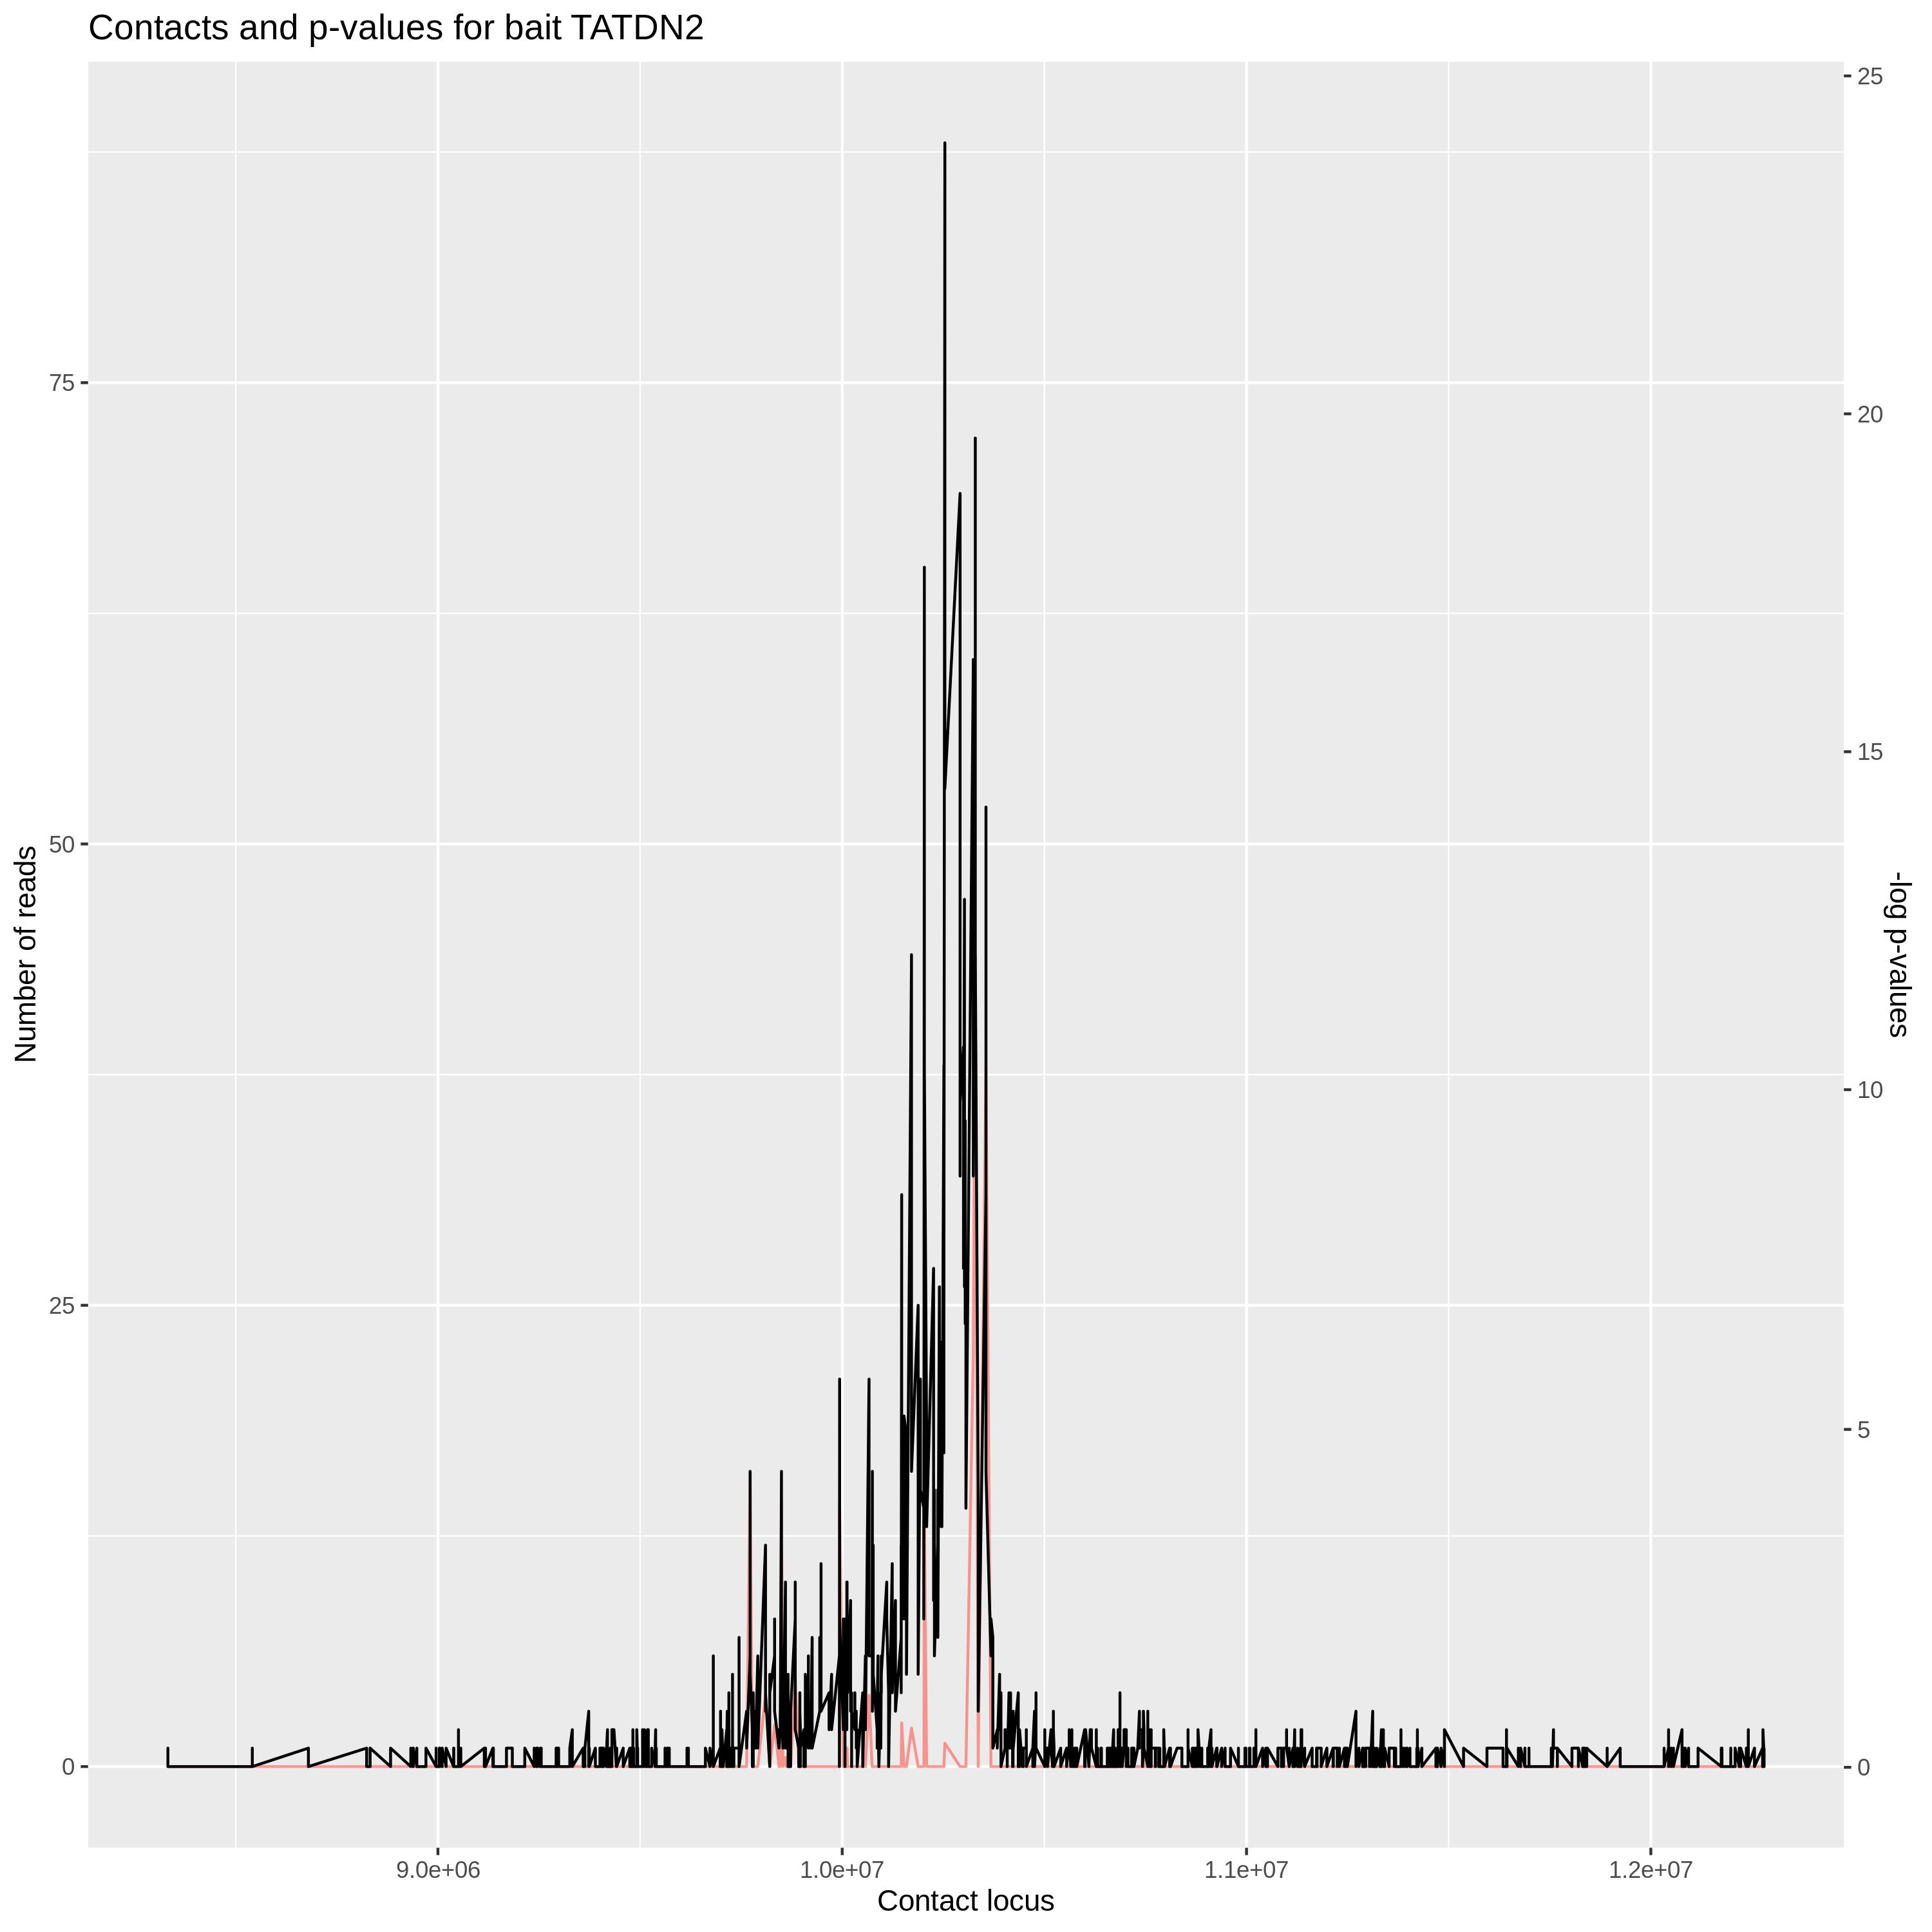 Contacts and p-values for bait TATDN2
Number of reads
75
50
25
0
25
20
15
10
5
0
-log p-values
9.0e+06
1.0e+07
1.1e+07
1.2e+07
Contact locus